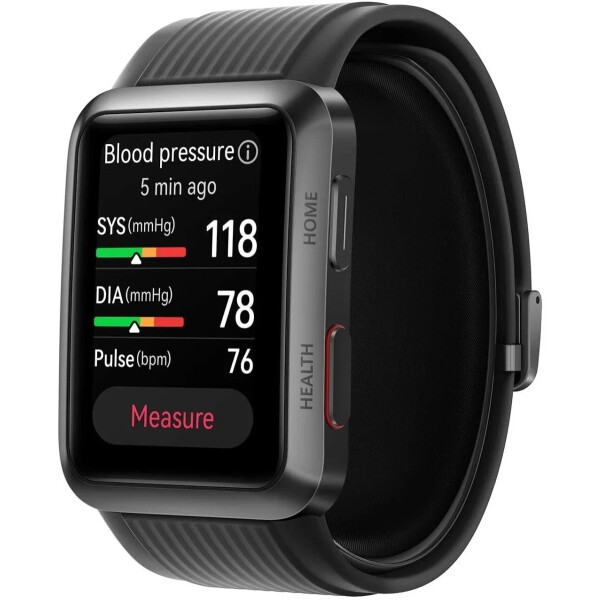 Blood pressure
5 min ago
SYS(mmHg) 118
DIA(mmHg) 78
Pulse(bpm) 76
Measure
HOME
HEALTH